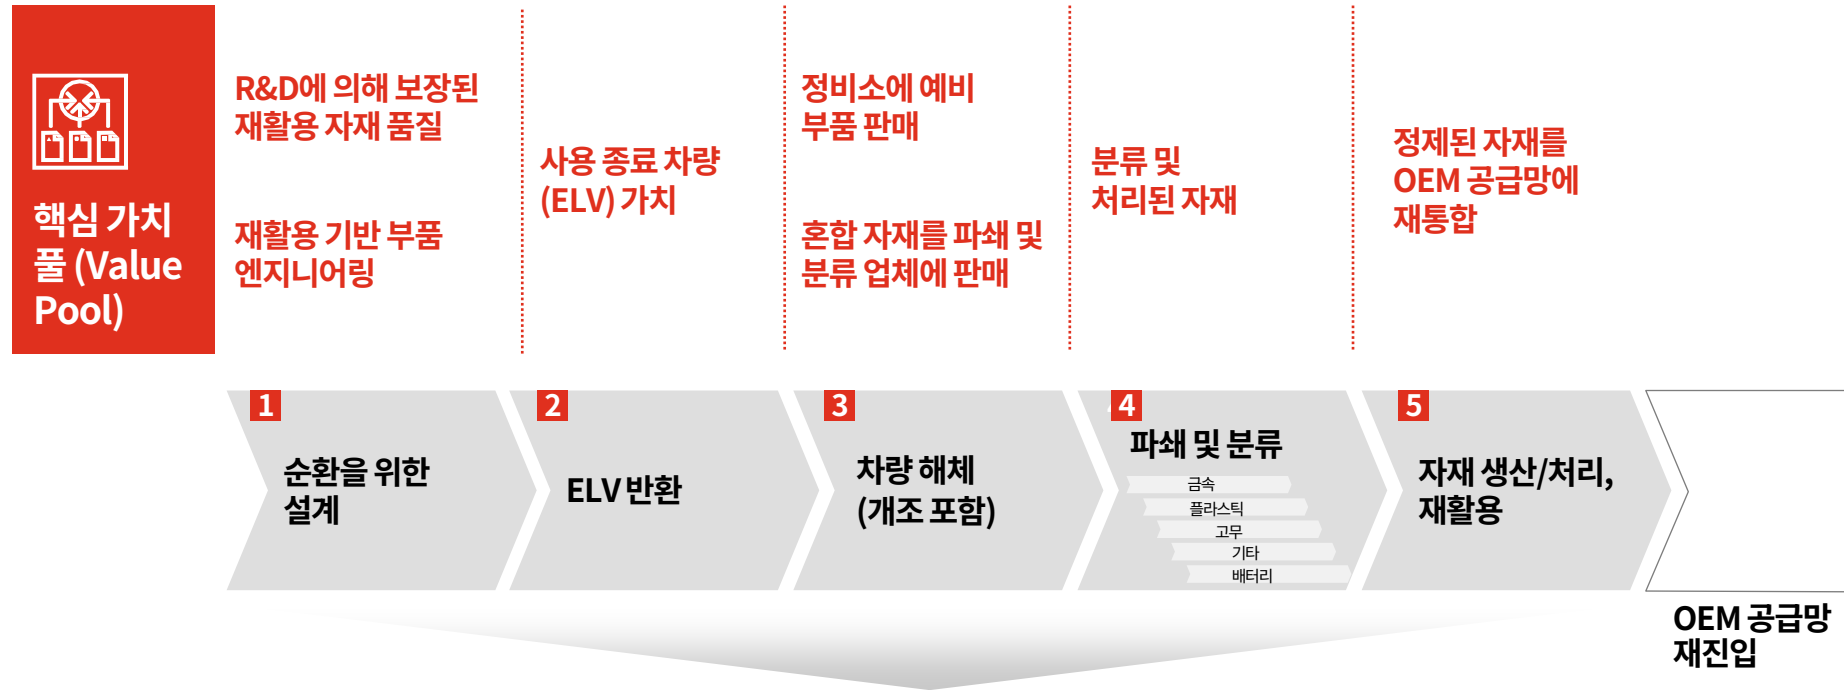 핵심 가치
풀 (Value
Pool)
R&D에 의해 보장된
재활용 자재 품질
재활용 기반 부품
엔지니어링
사용 종료 차량
(ELV) 가치
정비소에 예비
부품 판매
혼합 자재를 파쇄 및
분류 업체에 판매
분류 및
처리된 자재
정제된 자재를
OEM 공급망에
재통합
1
순환을 위한
설계
2
ELV 반환
3
차량 해체
(개조 포함)
4
파쇄 및 분류
금속
플라스틱
고무
기타
배터리
5
자재 생산/처리,
재활용
OEM 공급망
재진입